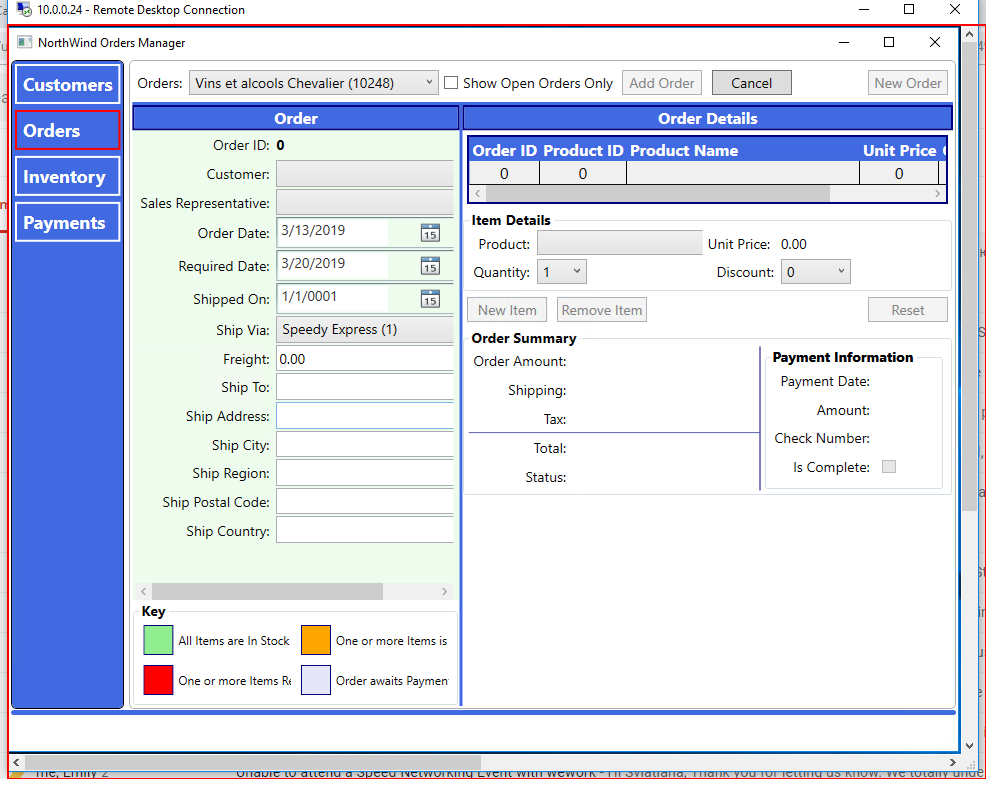 10.0.0.24 - Remote Desktop Connection
NorthWind Orders Manager
Customers
Orders
Inventory
Payments
Orders: Vins et alcools Chevalier (10248) Show Open Orders Only Add Order Cancel New Order
Order
Order ID: 0
Customer:
Sales Representative:
Order Date: 3/13/2019 15
Required Date: 3/20/2019 15
Shipped On: 1/1/0001 15
Ship Via: Speedy Express (1)
Freight: 0.00
Ship To:
Ship Address:
Ship City:
Ship Region:
Ship Postal Code:
Ship Country:
Key
All Items are In Stock One or more Items is
One or more Items Order awaits
Order Details
Order ID Product ID Product Name Unit Price
0 0 0
Item Details
Product: Unit Price: 0.00
Quantity: 1 Discount: 0
New Item Remove Item Reset
Order Summary
Order Amount:
Shipping:
Tax:
Total:
Status:
Payment Information
Payment Date:
Amount:
Check Number:
Is Complete:
me, Emily 2 Unable to attend a Speed Networking Event with wework - Hi Sviatlana, Thank you for letting us know. We totally